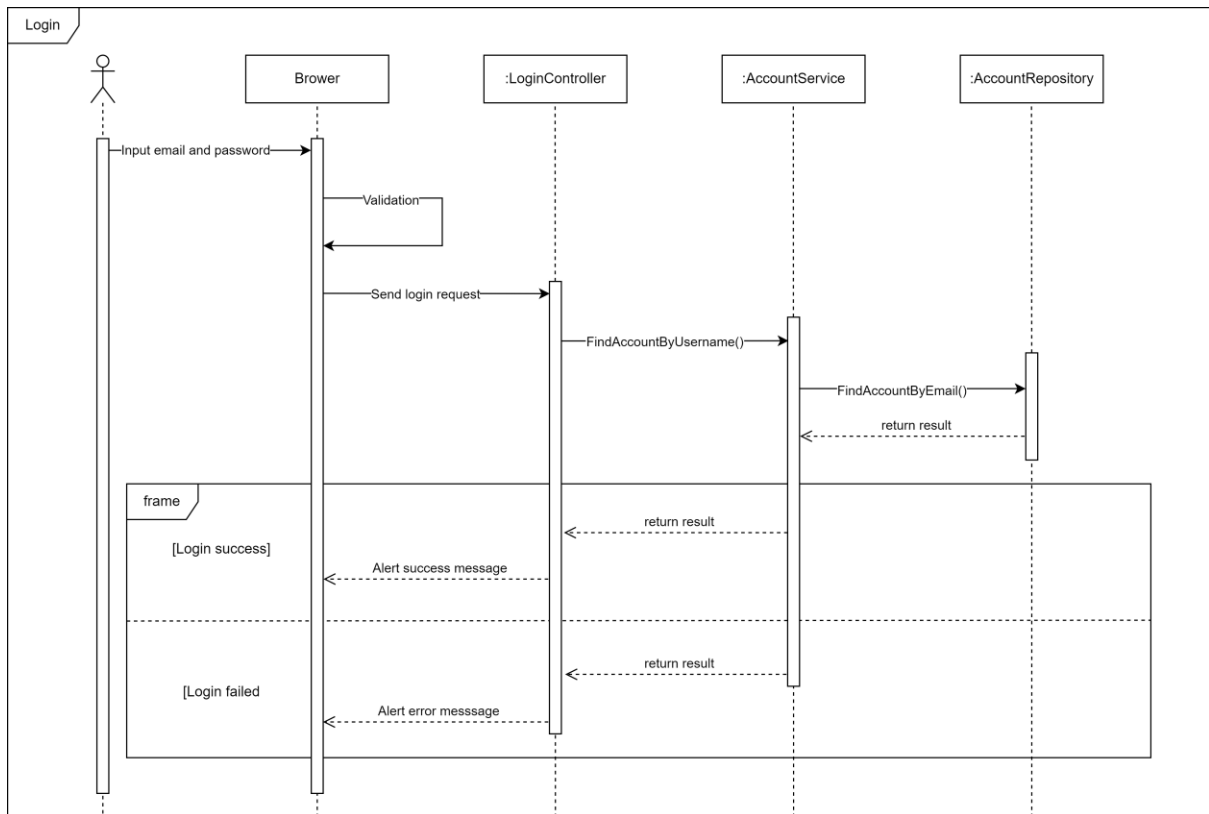 Login
Brower
:LoginController
:AccountService
:AccountRepository
Input email and password
Validation
Send login request
FindAccountByUsername()
FindAccountByEmail()
return result
frame
return result
[Login success]
Alert success message
return result
[Login failed
Alert error messsage